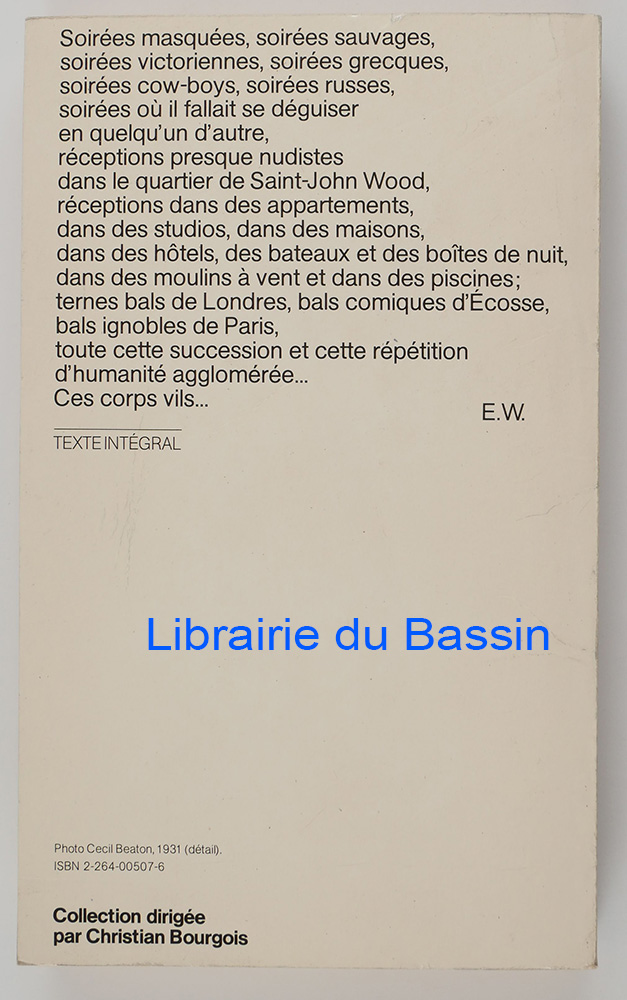 Soirées masquées, soirées sauvages,
soirées victoriennes, soirées grecques,
soirées cow-boys, soirées russes,
soirées où il fallait se déguiser
en quelqu'un d'autre,
réceptions presque nudistes
dans le quartier de Saint-John Wood,
réceptions dans des appartements,
dans des studios, dans des maisons,
dans des hôtels, des bateaux et des boîtes de nuit,
dans des moulins à vent et dans des piscines;
ternes bals de Londres, bals comiques d'Écosse,
bals ignobles de Paris,
toute cette succession et cette répétition
d'humanité agglomérée...
Ces corps vils...
E.W.
TEXTE INTÉGRAL
Librairie du Bassin
Photo Cecil Beaton, 1931 (détail).
ISBN 2-264-00507-6
Collection dirigée
par Christian Bourgois